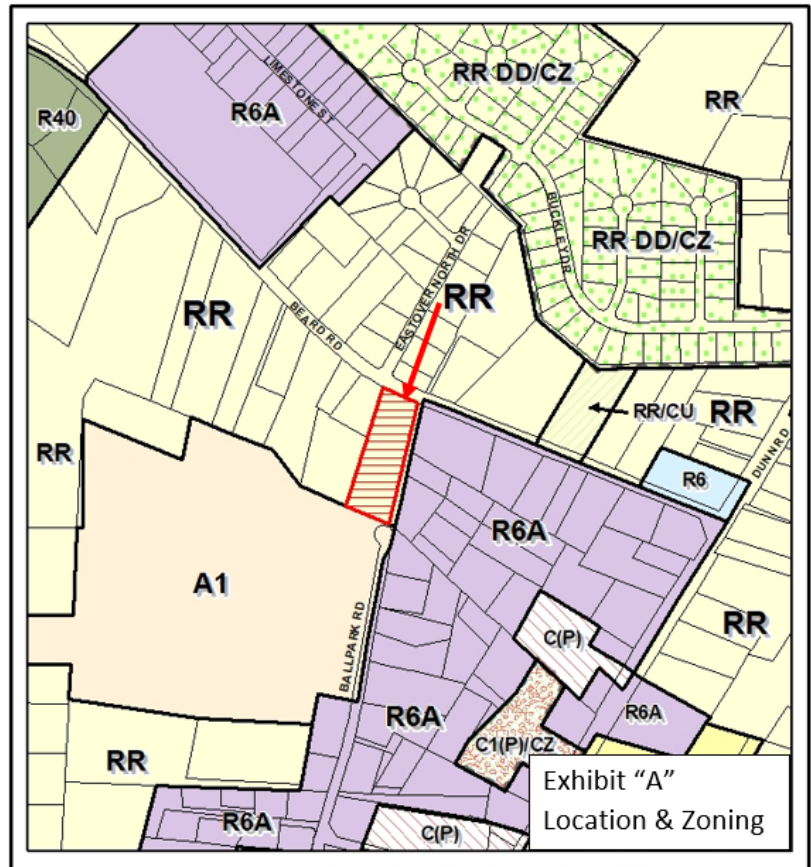 RR DD/CZ
LIMESTONE ST
RR
R6A
R40
BUCKLEY DR
RR DD/CZ
EASTOVER NORTH DR
RR
RR
BEARD RD
RR/CU
RR
DUNN RD
RR
R6
R6A
A1
C(P)
RR
BALLPARK RD
R6A
R6A
C1(P)/CZ
RR
Exhibit “A”
Location & Zoning
R6A
C(P)